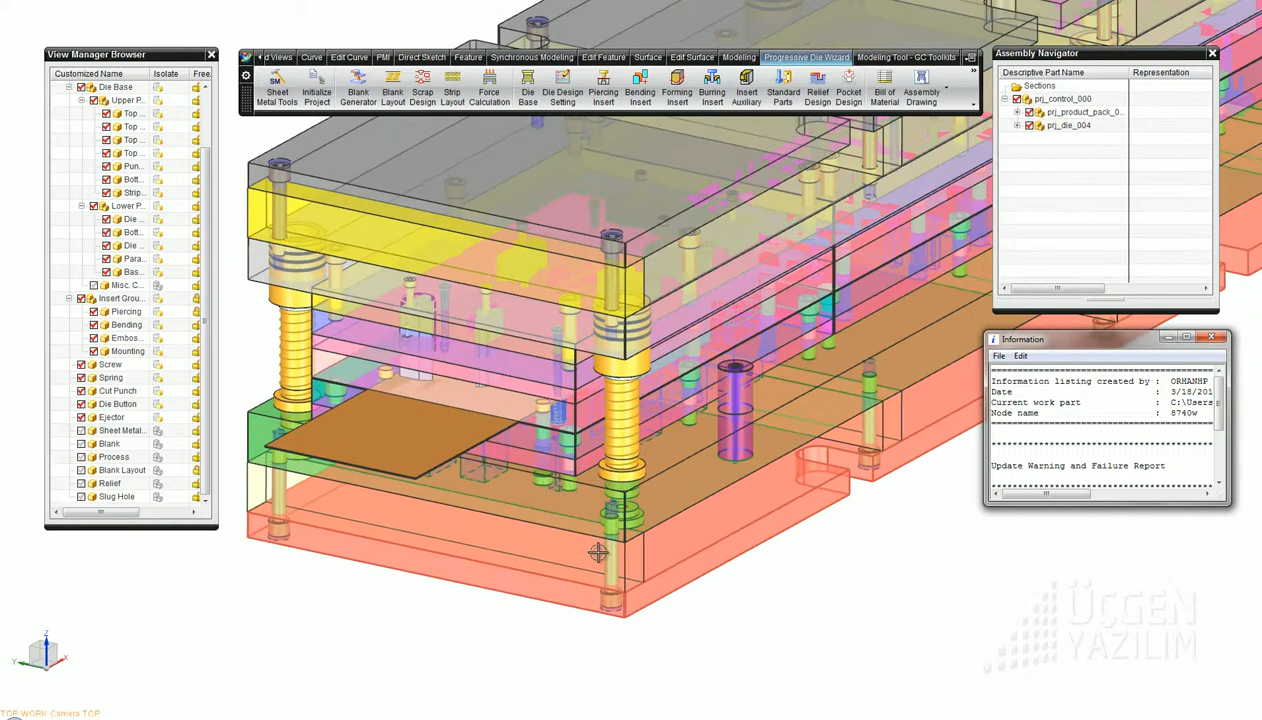 View Manager Browser
Customized Name Isolate Free.
Die Base
Upper P...
Top ...
Top ...
Top ...
Top ...
Pun...
Bott...
Strip...
Lower P...
Die ...
Bott...
Die ...
Para...
Bas...
Misc. C...
Insert Grou...
Piercing
Bending
Embos...
Mounting
Screw
Spring
Cut Punch
Die Button
Ejector
Sheet Metal...
Blank
Process
Blank Layout
Relief
Slug Hole
d Views Curve Edit Curve PMI Direct Sketch Feature Synchronous Modeling Edit Feature Surface Edit Surface Modeling Progressive Die Wizard Modeling Tool - GC Toolkits
SM
Sheet Metal Tools
Initialize Project
Blank Generator
Blank Layout
Scrap Design
Strip Layout
Force Calculation
Die Base
Die Design Setting
Piercing Insert
Bending Insert
Forming Insert
Burring Insert
Insert Auxiliary
Standard Parts
Relief Design
Pocket Design
Bill of Material
Assembly Drawing
Assembly Navigator
Descriptive Part Name Representation
Sections
prj_control_000
prj_product_pack_0...
prj_die_004
Information
File Edit
Information listing created by : ORHANHP
Date : 3/18/201
Current work part : C:\Users
Node name : 8740w
Update Warning and Failure Report
ÜÇGEN
YAZILIM
Z
Y
X
TOP WORK Camera TOP